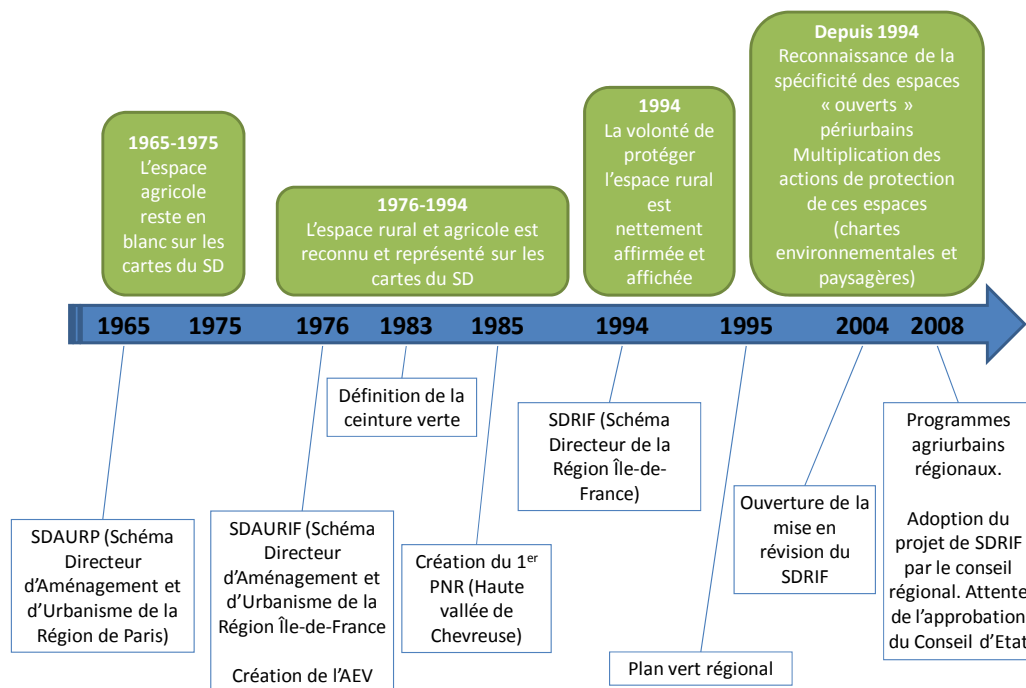 1965-1975
L'espace
agricole
reste en
blanc sur les
cartes du SD
1976-1994
L'espace rural et agricole est
reconnu et représenté sur les
cartes du SD
1994
La volonté de
protéger
l'espace rural
est
nettement
affirmée et
affichée
Depuis 1994
Reconnaissance de la
spécificité des espaces
« ouverts »
périurbains
Multiplication des
actions de protection
de ces espaces
(chartes
environnementales et
paysagères)
1965 1975 1976 1983 1985 1994 1995 2004 2008
SDAURP (Schéma
Directeur
d'Aménagement et
d'Urbanisme de la
Région de Paris)
SDAURIF (Schéma
Directeur
d'Aménagement et
d'Urbanisme de la
Région Île-de-France
Création de l'AEV
Définition de la
ceinture verte
Création du 1er
PNR (Haute
vallée de
Chevreuse)
SDRIF (Schéma
Directeur de la
Région Île-de-
France)
Plan vert régional
Ouverture de la
mise en
révision du
SDRIF
Programmes
agriurbains
régionaux.
Adoption du
projet de SDRIF
par le conseil
régional. Attente
de l'approbation
du Conseil d'Etat